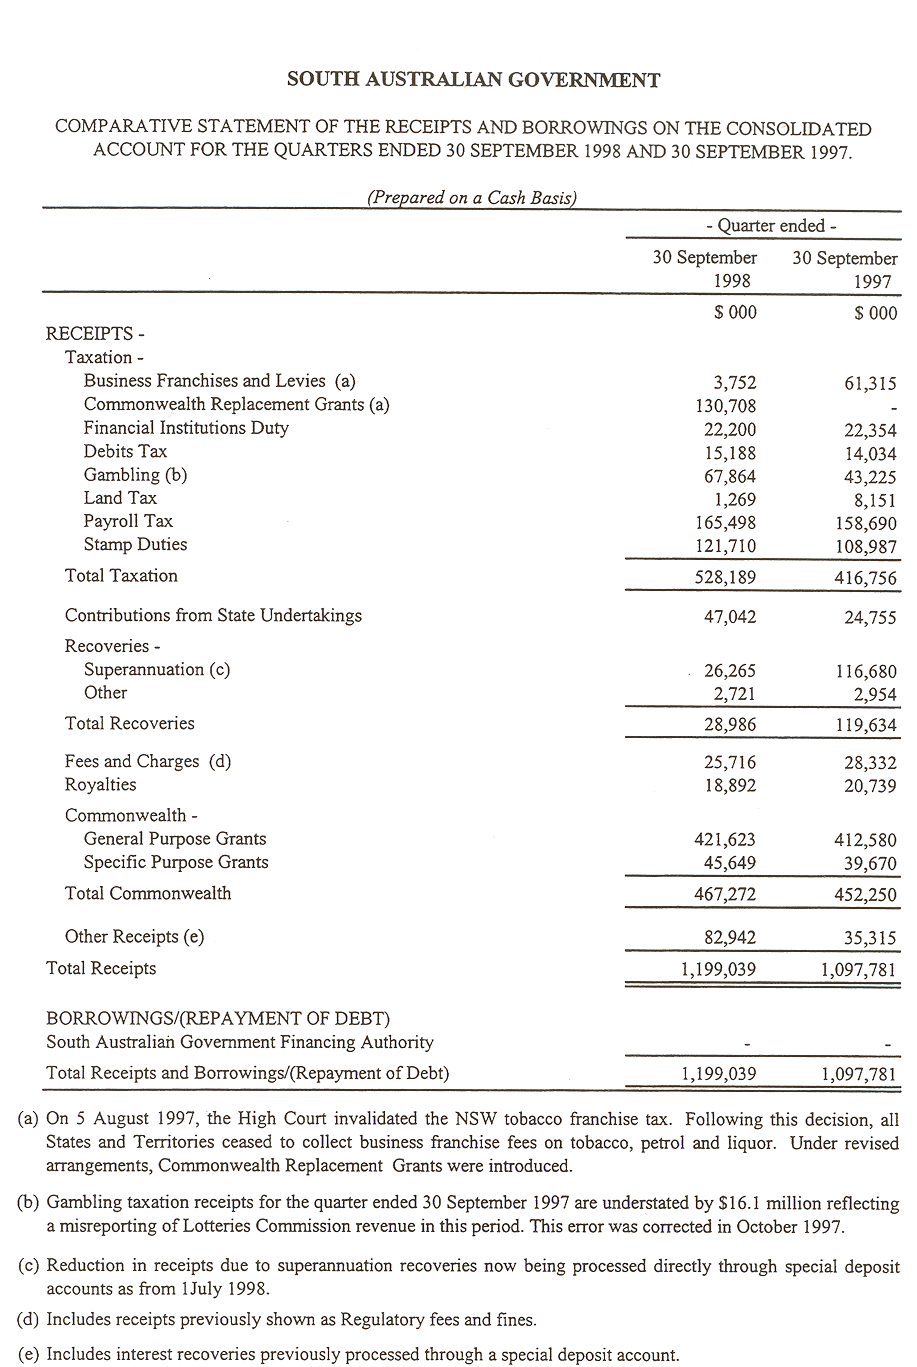 SOUTH AUSTRALIAN GOVERNMENT
COMPARATIVE STATEMENT OF THE RECEIPTS AND BORROWINGS ON THE CONSOLIDATED
ACCOUNT FOR THE QUARTERS ENDED 30 SEPTEMBER 1998 AND 30 SEPTEMBER 1997.
(Prepared on a Cash Basis)
- Quarter ended -
30 September 30 September
1998 1997
$ 000 $ 000
RECEIPTS -
Taxation -
Business Franchises and Levies (a) 3,752 61,315
Commonwealth Replacement Grants (a) 130,708 -
Financial Institutions Duty 22,200 22,354
Debits Tax 15,188 14,034
Gambling (b) 67,864 43,225
Land Tax 1,269 8,151
Payroll Tax 165,498 158,690
Stamp Duties 121,710 108,987
Total Taxation 528,189 416,756
Contributions from State Undertakings 47,042 24,755
Recoveries -
Superannuation (c) 26,265 116,680
Other 2,721 2,954
Total Recoveries 28,986 119,634
Fees and Charges (d) 25,716 28,332
Royalties 18,892 20,739
Commonwealth -
General Purpose Grants 421,623 412,580
Specific Purpose Grants 45,649 39,670
Total Commonwealth 467,272 452,250
Other Receipts (e) 82,942 35,315
Total Receipts 1,199,039 1,097,781
BORROWINGS/(REPAYMENT OF DEBT)
South Australian Government Financing Authority - -
Total Receipts and Borrowings/(Repayment of Debt) 1,199,039 1,097,781
(a) On 5 August 1997, the High Court invalidated the NSW tobacco franchise tax. Following this decision, all
States and Territories ceased to collect business franchise fees on tobacco, petrol and liquor. Under revised
arrangements, Commonwealth Replacement Grants were introduced.
(b) Gambling taxation receipts for the quarter ended 30 September 1997 are understated by $16.1 million reflecting
a misreporting of Lotteries Commission revenue in this period. This error was corrected in October 1997.
(c) Reduction in receipts due to superannuation recoveries now being processed directly through special deposit
accounts as from 1July 1998.
(d) Includes receipts previously shown as Regulatory fees and fines.
(e) Includes interest recoveries previously processed through a special deposit account.